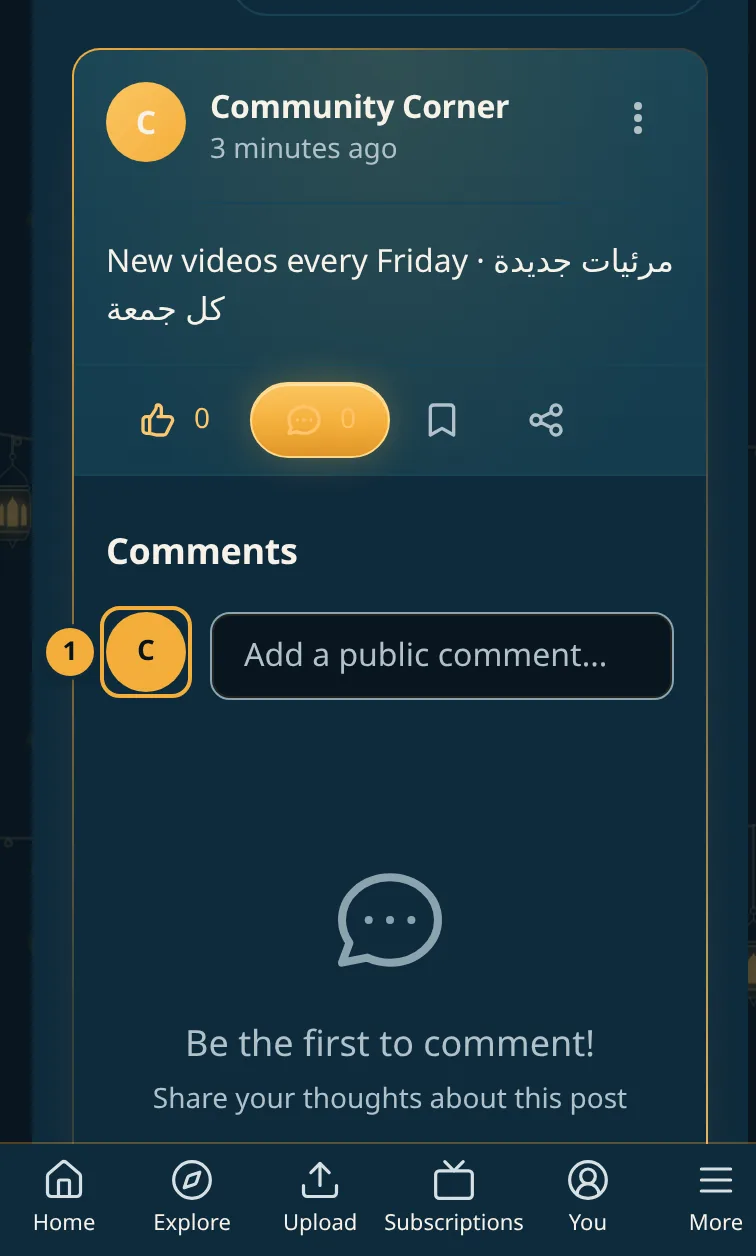 C
Community Corner
3 minutes ago
New videos every Friday · مرئيات جديدة
كل جمعة
0
0
Comments
1
C
Add a public comment...
Be the first to comment!
Share your thoughts about this post
Home
Explore
Upload
Subscriptions
You
More